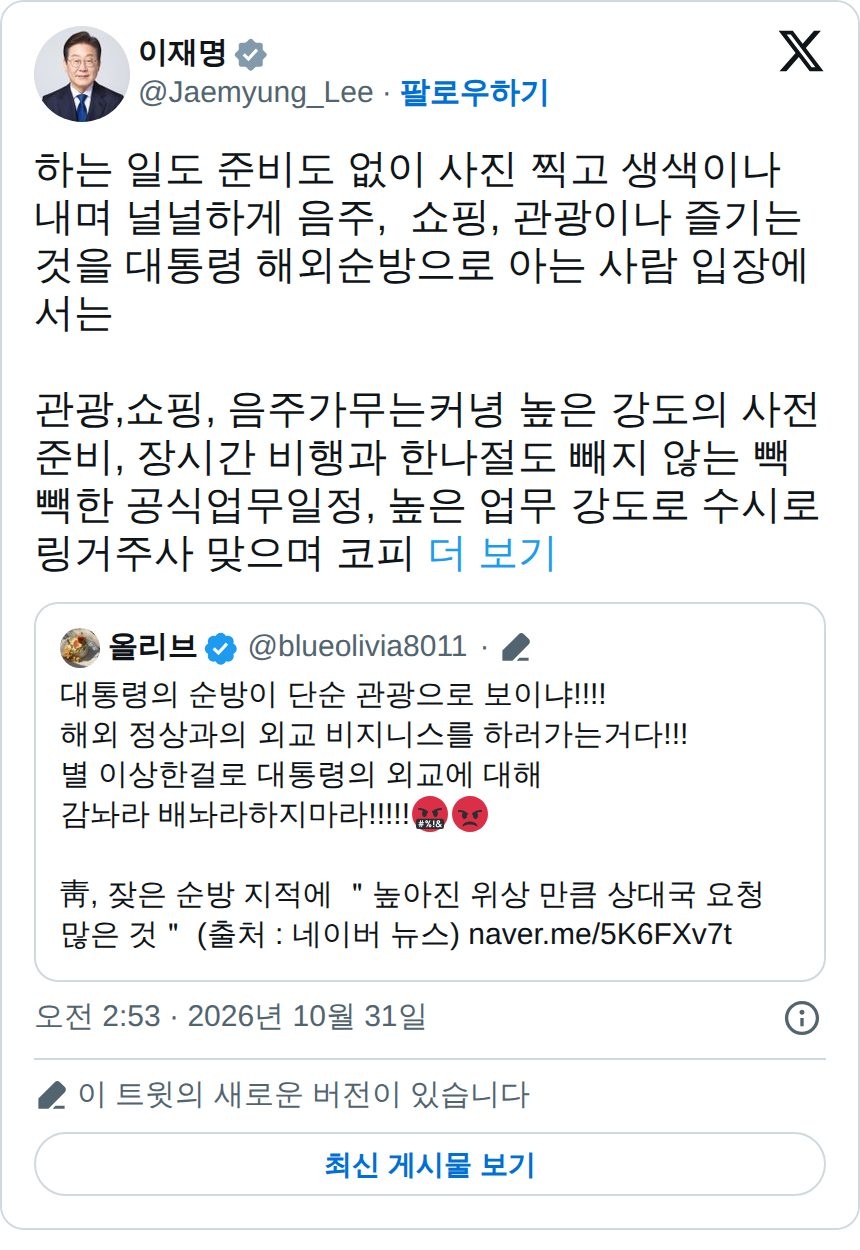 이재명
@Jaemyung_Lee · 팔로우하기
하는 일도 준비도 없이 사진 찍고 생색이나
내며 널널하게 음주,  쇼핑, 관광이나 즐기는
것을 대통령 해외순방으로 아는 사람 입장에
서는
관광,쇼핑, 음주가무는커녕 높은 강도의 사전
준비, 장시간 비행과 한나절도 빼지 않는 빽
빽한 공식업무일정, 높은 업무 강도로 수시로
링거주사 맞으며 코피 더 보기
올리브 @blueolivia8011 ·
대통령의 순방이 단순 관광으로 보이냐!!!!
해외 정상과의 외교 비지니스를 하러가는거다!!!
별 이상한걸로 대통령의 외교에 대해
감놔라 배놔라하지마라!!!!!🤬😡
靑, 잦은 순방 지적에 ＂높아진 위상 만큼 상대국 요청
많은 것＂ (출처 : 네이버 뉴스) naver.me/5K6FXv7t
오전 2:53 · 2026년 10월 31일
이 트윗의 새로운 버전이 있습니다
최신 게시물 보기